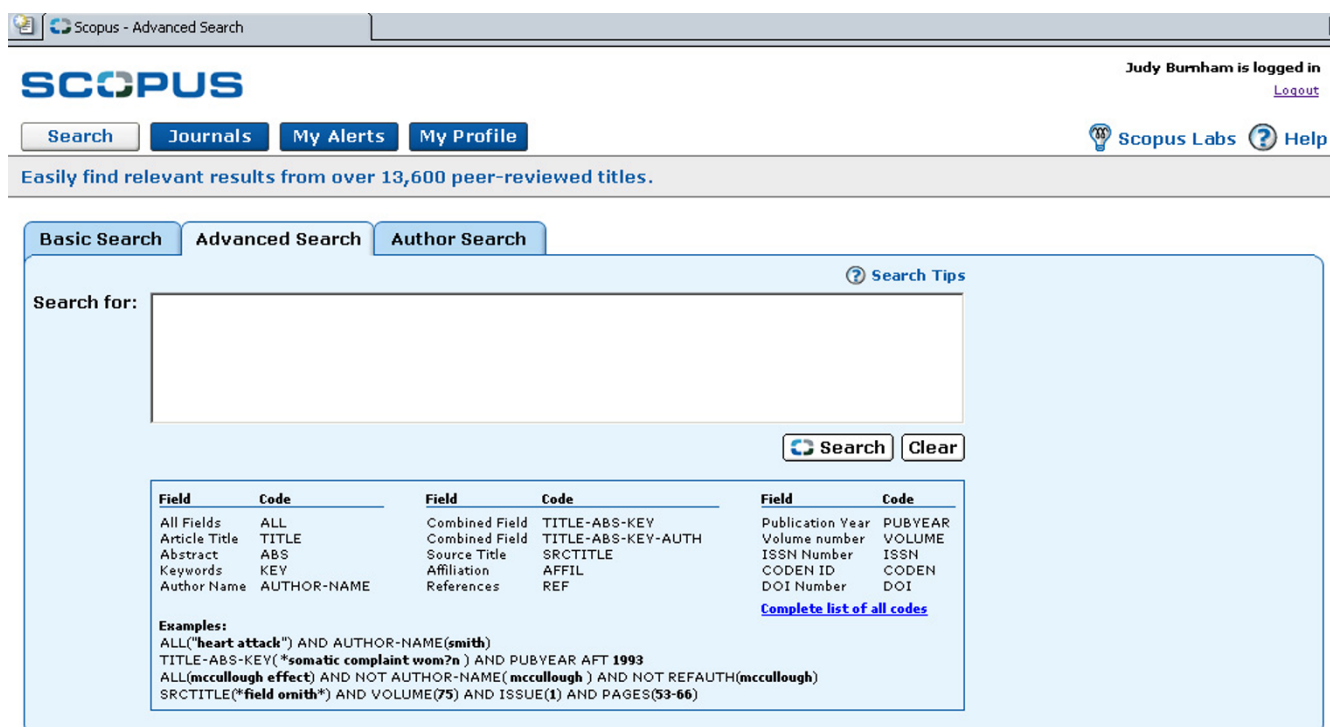 Scopus - Advanced Search
SCOPUS
Judy Burnham is logged in
Logout
Search Journals My Alerts My Profile
Scopus Labs ? Help
Easily find relevant results from over 13,600 peer-reviewed titles.
Basic Search Advanced Search Author Search
? Search Tips
Search for:
Search Clear
Field Code Field Code Field Code
All Fields ALL Combined Field TITLE-ABS-KEY Publication Year PUBYEAR
Article Title TITLE Combined Field TITLE-ABS-KEY-AUTH Volume number VOLUME
Abstract ABS Source Title SRCTITLE ISSN Number ISSN
Keywords KEY Affiliation AFFIL CODEN ID CODEN
Author Name AUTHOR-NAME References REF DOI Number DOI
Complete list of all codes
Examples:
ALL("heart attack") AND AUTHOR-NAME(smith)
TITLE-ABS-KEY( *somatic complaint wom?n ) AND PUBYEAR AFT 1993
ALL(mccullough effect) AND NOT AUTHOR-NAME( mccullough ) AND NOT REFAUTH(mccullough)
SRCTITLE(*field ornith*) AND VOLUME(75) AND ISSUE(1) AND PAGES(53-66)